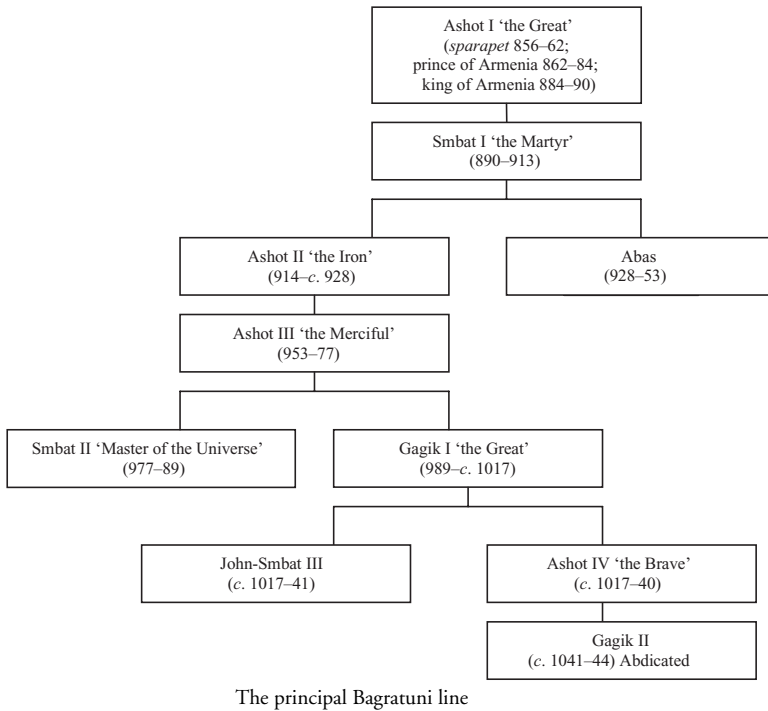 Ashot I ‘the Great’
(sparapet 856–62;
prince of Armenia 862–84;
king of Armenia 884–90)
Smbat I ‘the Martyr’
(890–913)
Ashot II ‘the Iron’
(914–c. 928)
Abas
(928–53)
Ashot III ‘the Merciful’
(953–77)
Smbat II ‘Master of the Universe’
(977–89)
Gagik I ‘the Great’
(989–c. 1017)
John-Smbat III
(c. 1017–41)
Ashot IV ‘the Brave’
(c. 1017–40)
Gagik II
(c. 1041–44) Abdicated
The principal Bagratuni line